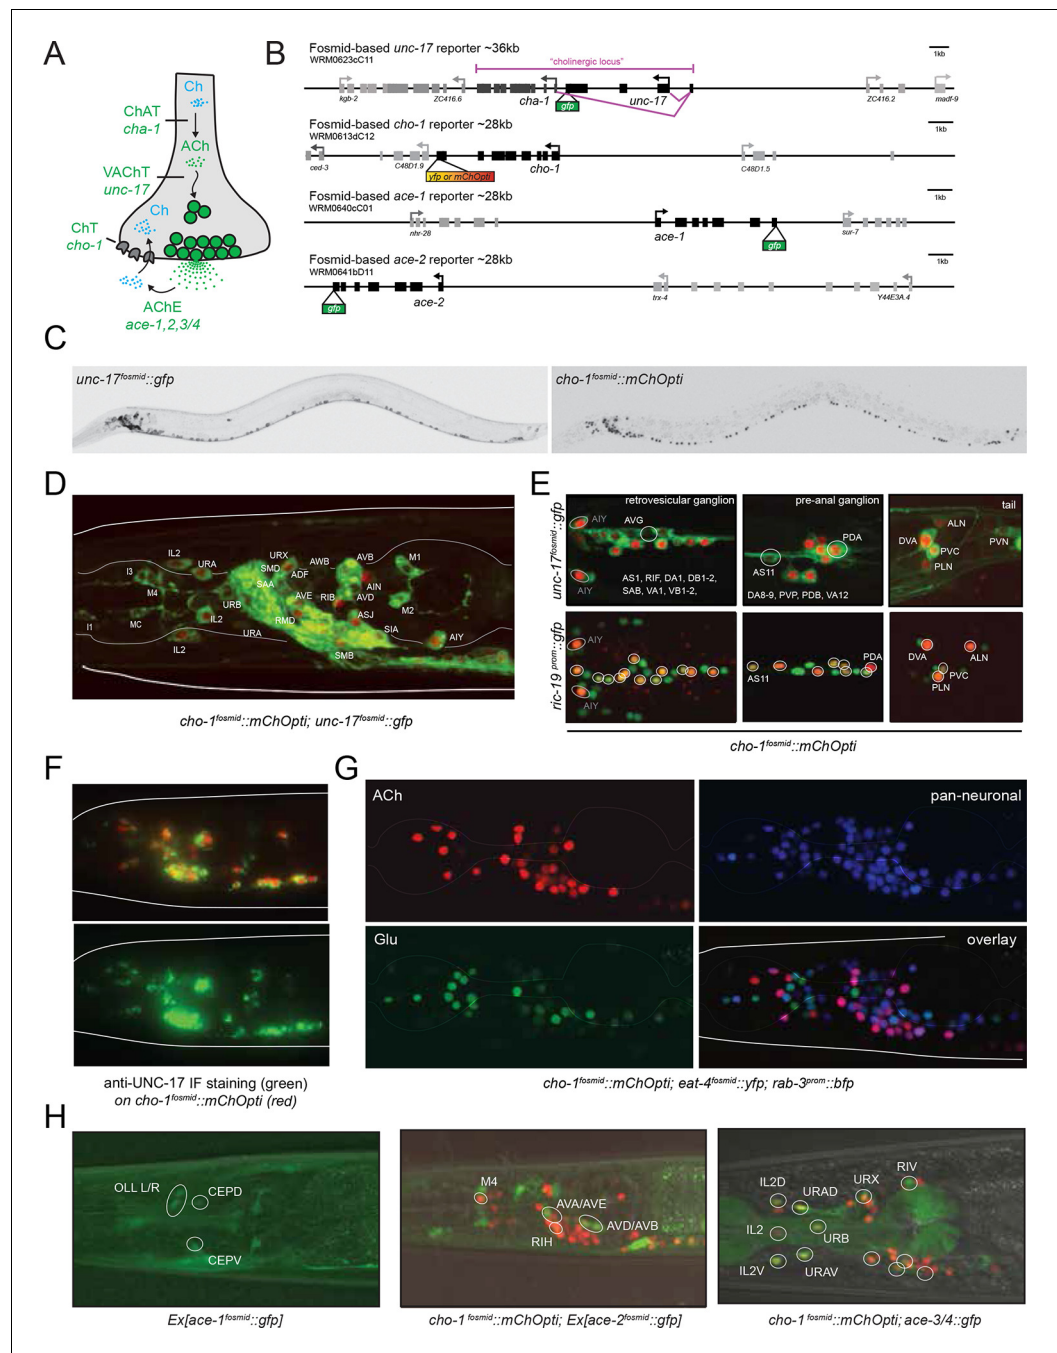 A
Ch
ChAT
cha-1
ACh
VAChT
unc-17
Ch
ChT
cho-1
AChE
ace-1,2,3/4
B
Fosmid-based unc-17 reporter ~36kb
WRM0623cC11
"cholinergic locus"
1kb
kgb-2
ZC416.6
cha-1
gfp
unc-17
ZC416.2
madf-9
Fosmid-based cho-1 reporter ~28kb
WRM0613dC12
1kb
ced-3
C48D1.9
yfp or mChOpti
cho-1
C48D1.5
Fosmid-based ace-1 reporter ~28kb
WRM0640cC01
1kb
nhr-28
ace-1
gfp
sur-7
Fosmid-based ace-2 reporter ~28kb
WRM0641bD11
1kb
gfp
ace-2
trx-4
Y44E3A.4
C
unc-17fosmid::gfp
cho-1fosmid::mChOpti
D
IL2
URX
AWB
AVB
M1
I3
URA
SMD
ADF
M4
SAA
AIN
AVE
RIB
AVD
URB
ASJ
M2
I1
MC
IL2
RMD
URA
SIA
AIY
IL2
SMB
cho-1fosmid::mChOpti; unc-17fosmid::gfp
E
unc-17fosmid::gfp
retrovesicular ganglion
AIY
AVG
AIY
AS1, RIF, DA1, DB1-2,
SAB, VA1, VB1-2,
pre-anal ganglion
PDA
AS11
DA8-9, PVP, PDB, VA12
tail
ALN
DVA
PVN
PVC
PLN
ric-19prom::gfp
AIY
PDA
AS11
DVA
ALN
PVC
PLN
cho-1fosmid::mChOpti
F
anti-UNC-17 IF staining (green)
on cho-1fosmid::mChOpti (red)
G
ACh
pan-neuronal
Glu
overlay
cho-1fosmid::mChOpti; eat-4fosmid::yfp; rab-3prom::bfp
H
OLL L/R
CEPD
CEPV
Ex[ace-1fosmid::gfp]
M4
AVA/AVE
AVD/AVB
RIH
cho-1fosmid::mChOpti; Ex[ace-2fosmid::gfp]
RIV
IL2D
URAD
URX
IL2
URB
IL2V
URAV
cho-1fosmid::mChOpti; ace-3/4::gfp